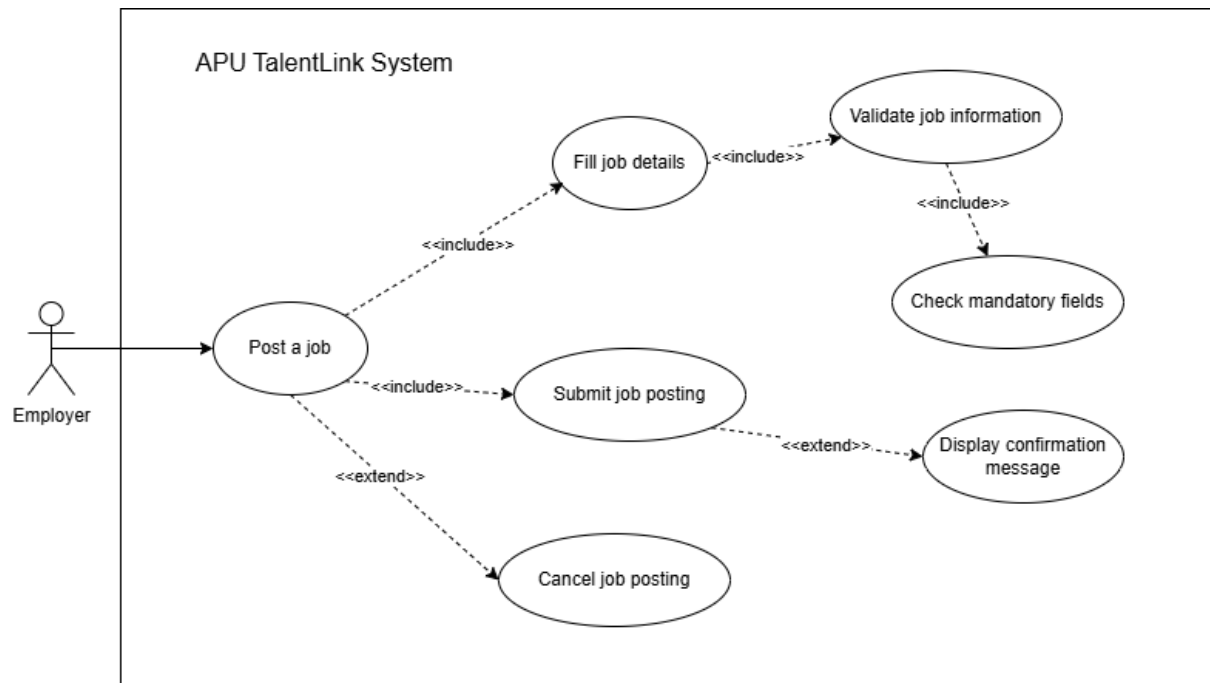 APU TalentLink System
Validate job information
Fill job details
<<include>>
<<include>>
<<include>>
Check mandatory fields
Post a job
<<include>>
Submit job posting
Employer
<<extend>>
Display confirmation
message
<<extend>>
Cancel job posting